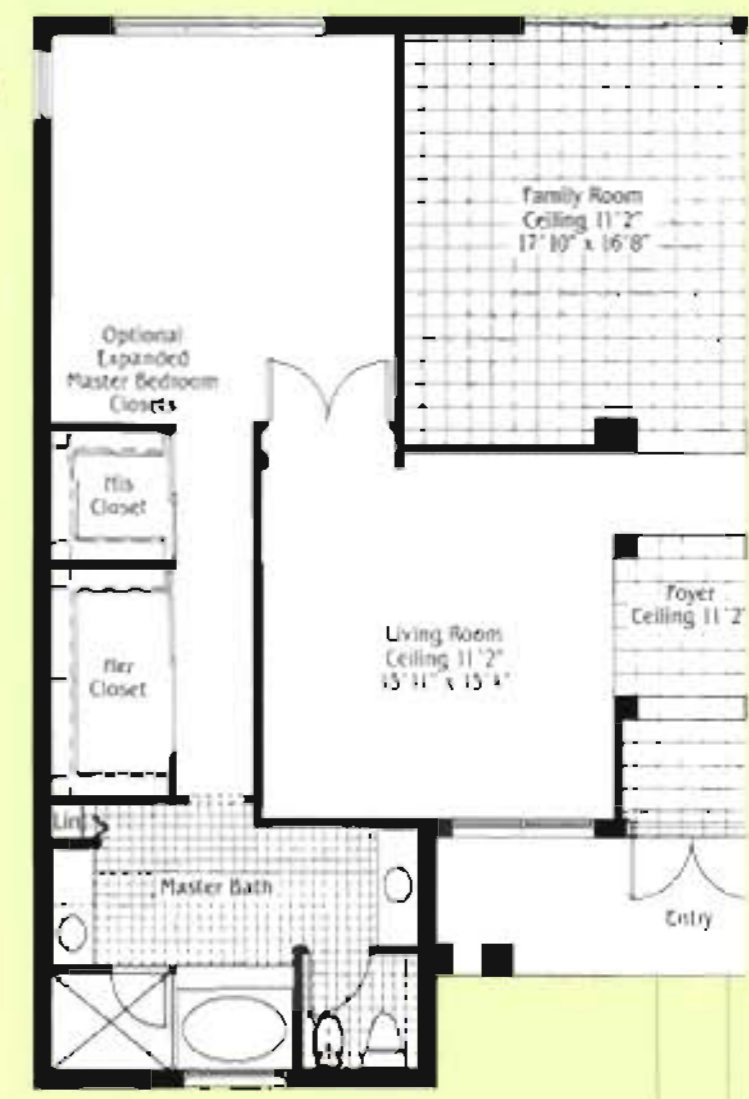 Family Room
Ceiling 11'2"
17'10" x 16'8"
Optional
Expanded
Master Bedroom
Closets
His
Closet
Foyer
Ceiling 11'2
Living Room
Ceiling 11'2"
Her
Closet
Lin
Master Bath
Entry